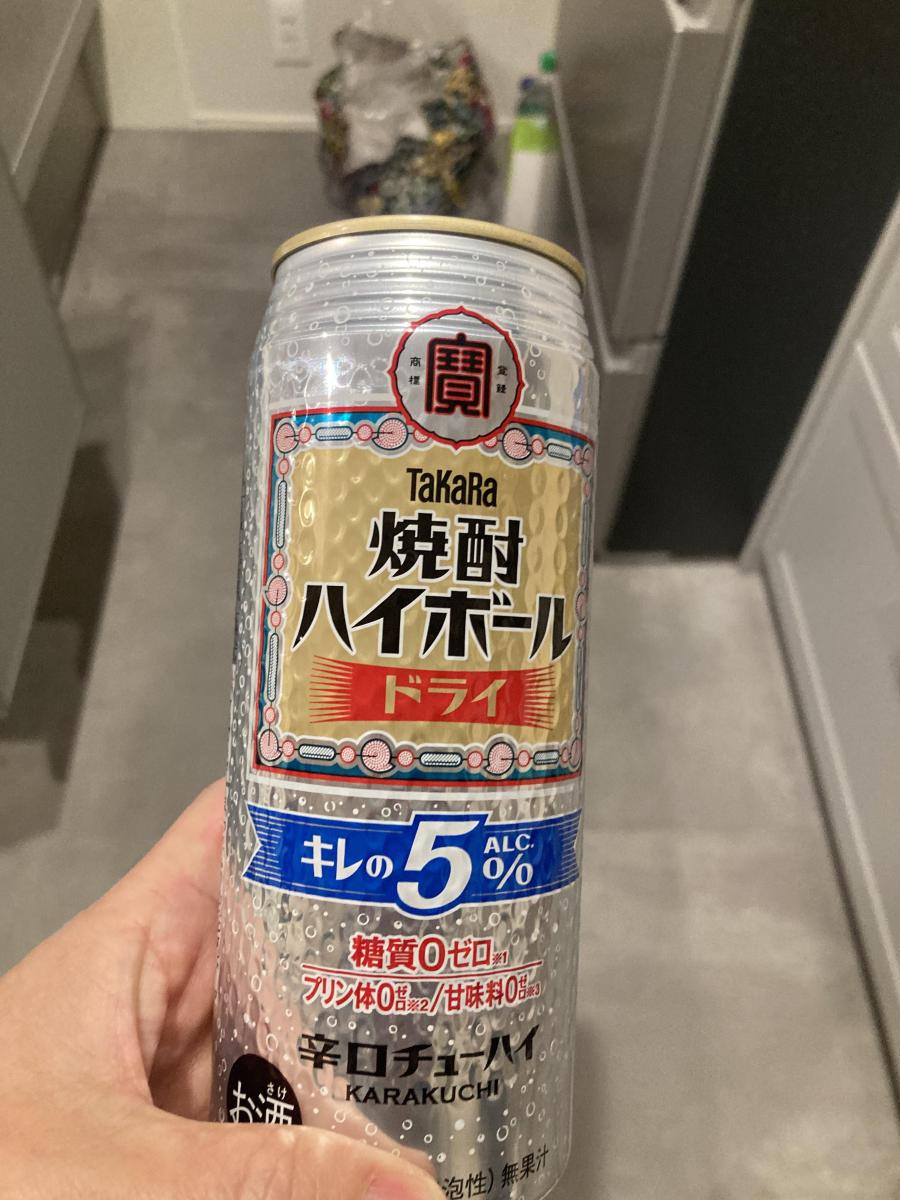 寶
商標
登録
TaKaRa
焼酎
ハイボール
ドライ
キレの5%
ALC.
糖質0ゼロ※1
プリン体0ゼロ※2/甘味料0ゼロ※3
辛口チューハイ
KARAKUCHI
さけ
お酒
泡性)無果汁